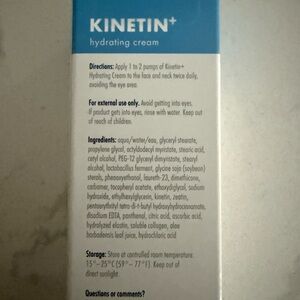 KINETIN+
hydrating cream
Directions: Apply 1 to 2 pumps of Kinetin+
Hydrating Cream to the face and neck twice daily,
avoiding the eye area.
For external use only. Avoid getting into eyes.
If product gets into eyes, rinse with water. Keep out
of reach of children.
Ingredients: aqua/water/eau, glyceryl stearate,
propylene glycol, octyldodecyl myristate, stearic acid,
cetyl alcohol, PEG-12 glyceryl dimyristate, stearyl
alcohol, lactobacillus ferment, glycine soja (soybean)
sterols, phenoxyethanol, laureth-23, dimethicone,
carbomer, tocopheryl acetate, ethoxydiglycol, sodium
hydroxide, ethylhexylglycerin, kinetin, zeatin,
pentaerythrityl tetra-di-t-butyl hydroxyhydrocinnamate,
disodium EDTA, panthenol, citric acid, ascorbic acid,
hydrolyzed elastin, soluble collagen, aloe
barbadensis leaf juice, hydrochloric acid
Storage: Store at controlled room temperature:
15°–25°C (59°–77°F). Keep out of
direct sunlight.
Questions or comments?